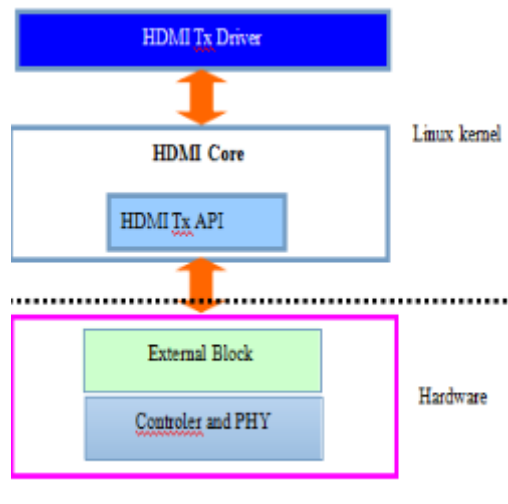 HDMI Tx Driver
HDMI Core
Linux kernel
HDMI Tx API
External Block
Hardware
Controler and PHY